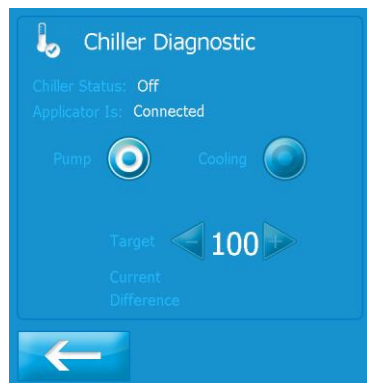 Chiller Diagnostic
Chiller Status: Off
Applicator Is: Connected
Pump Cooling
Target - 100 +
Current
Difference